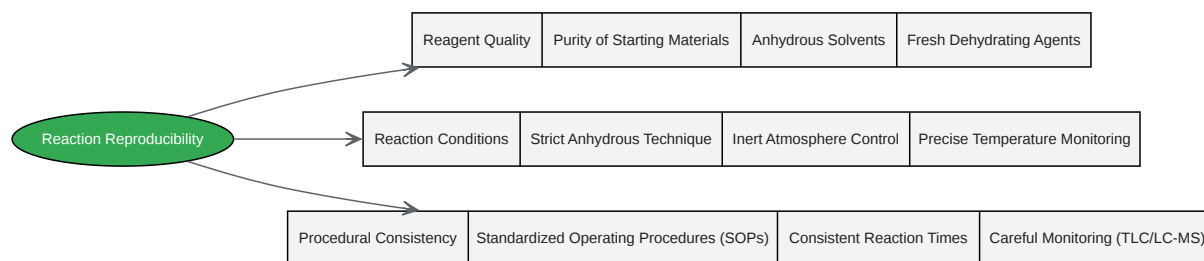 Reagent Quality Purity of Starting Materials Anhydrous Solvents Fresh Dehydrating Agents
Reaction Reproducibility
Reaction Conditions Strict Anhydrous Technique Inert Atmosphere Control Precise Temperature Monitoring
Procedural Consistency Standardized Operating Procedures (SOPs) Consistent Reaction Times Careful Monitoring (TLC/LC-MS)